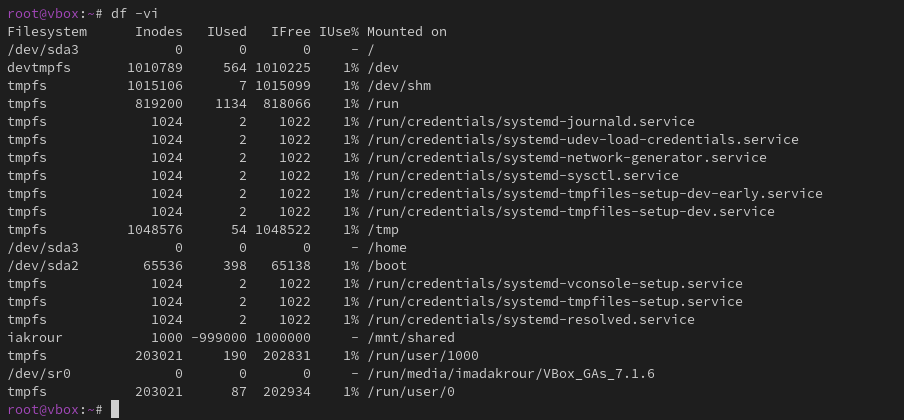 root@vbox:~# df -vi
Filesystem      Inodes   IUsed   IFree IUse% Mounted on
/dev/sda3            0       0       0     - /
devtmpfs       1010789     564 1010225    1% /dev
tmpfs          1015106       7 1015099    1% /dev/shm
tmpfs           819200    1134  818066    1% /run
tmpfs             1024       2    1022    1% /run/credentials/systemd-journald.service
tmpfs             1024       2    1022    1% /run/credentials/systemd-udev-load-credentials.service
tmpfs             1024       2    1022    1% /run/credentials/systemd-network-generator.service
tmpfs             1024       2    1022    1% /run/credentials/systemd-sysctl.service
tmpfs             1024       2    1022    1% /run/credentials/systemd-tmpfiles-setup-dev-early.service
tmpfs             1024       2    1022    1% /run/credentials/systemd-tmpfiles-setup-dev.service
tmpfs          1048576      54 1048522    1% /tmp
/dev/sda3            0       0       0     - /home
/dev/sda2        65536     398   65138    1% /boot
tmpfs             1024       2    1022    1% /run/credentials/systemd-vconsole-setup.service
tmpfs             1024       2    1022    1% /run/credentials/systemd-tmpfiles-setup.service
tmpfs             1024       2    1022    1% /run/credentials/systemd-resolved.service
iakrour           1000 -999000 1000000     - /mnt/shared
tmpfs           203021     190  202831    1% /run/user/1000
/dev/sr0             0       0       0     - /run/media/imadakrour/VBox_GAs_7.1.6
tmpfs           203021      87  202934    1% /run/user/0
root@vbox:~#